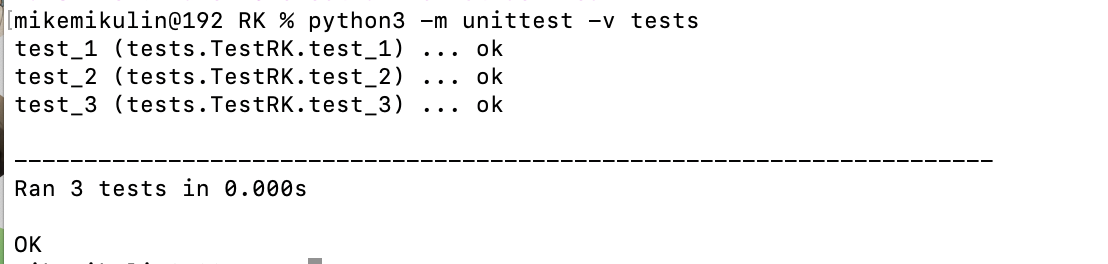 [mikemikulin@192 RK % python3 -m unittest -v tests
test_1 (tests.TestRK.test_1) ... ok
test_2 (tests.TestRK.test_2) ... ok
test_3 (tests.TestRK.test_3) ... ok
----------------------------------------------------------------------
Ran 3 tests in 0.000s
OK